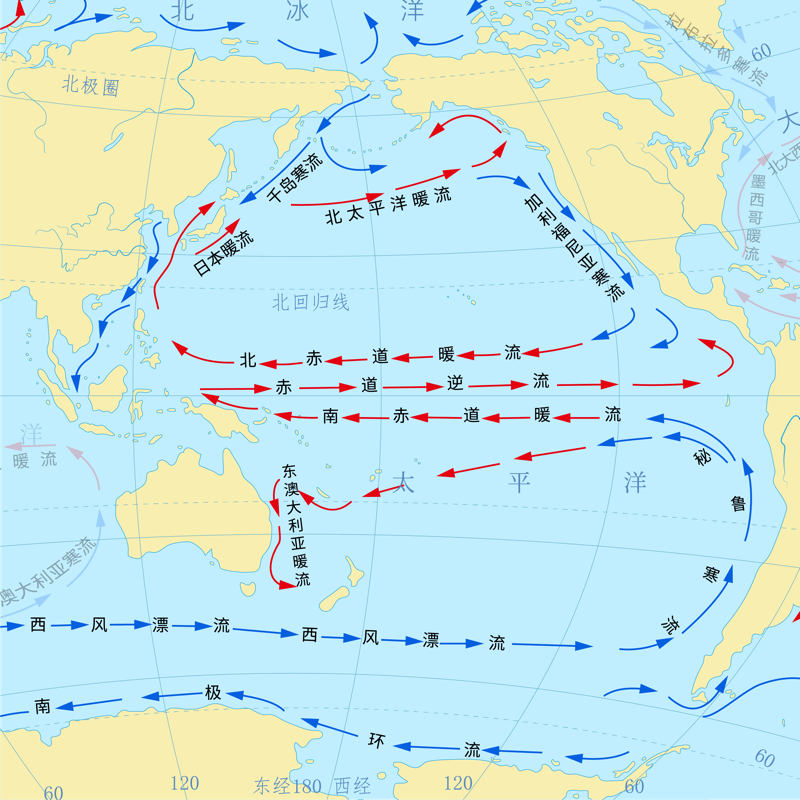 北冰洋
拉布拉多寒流
60
北极圈
大
北大西
千岛寒流
墨西哥暖流
北太平洋暖流
加利福尼亚寒流
日本暖流
北回归线
北赤道暖流
赤道逆流
南赤道暖流
洋
暖流
秘鲁寒流
东澳大利亚暖流
太平洋
澳大利亚寒流
西风漂流
西风漂流
南极环流
60
120
东经180西经
120
60
60